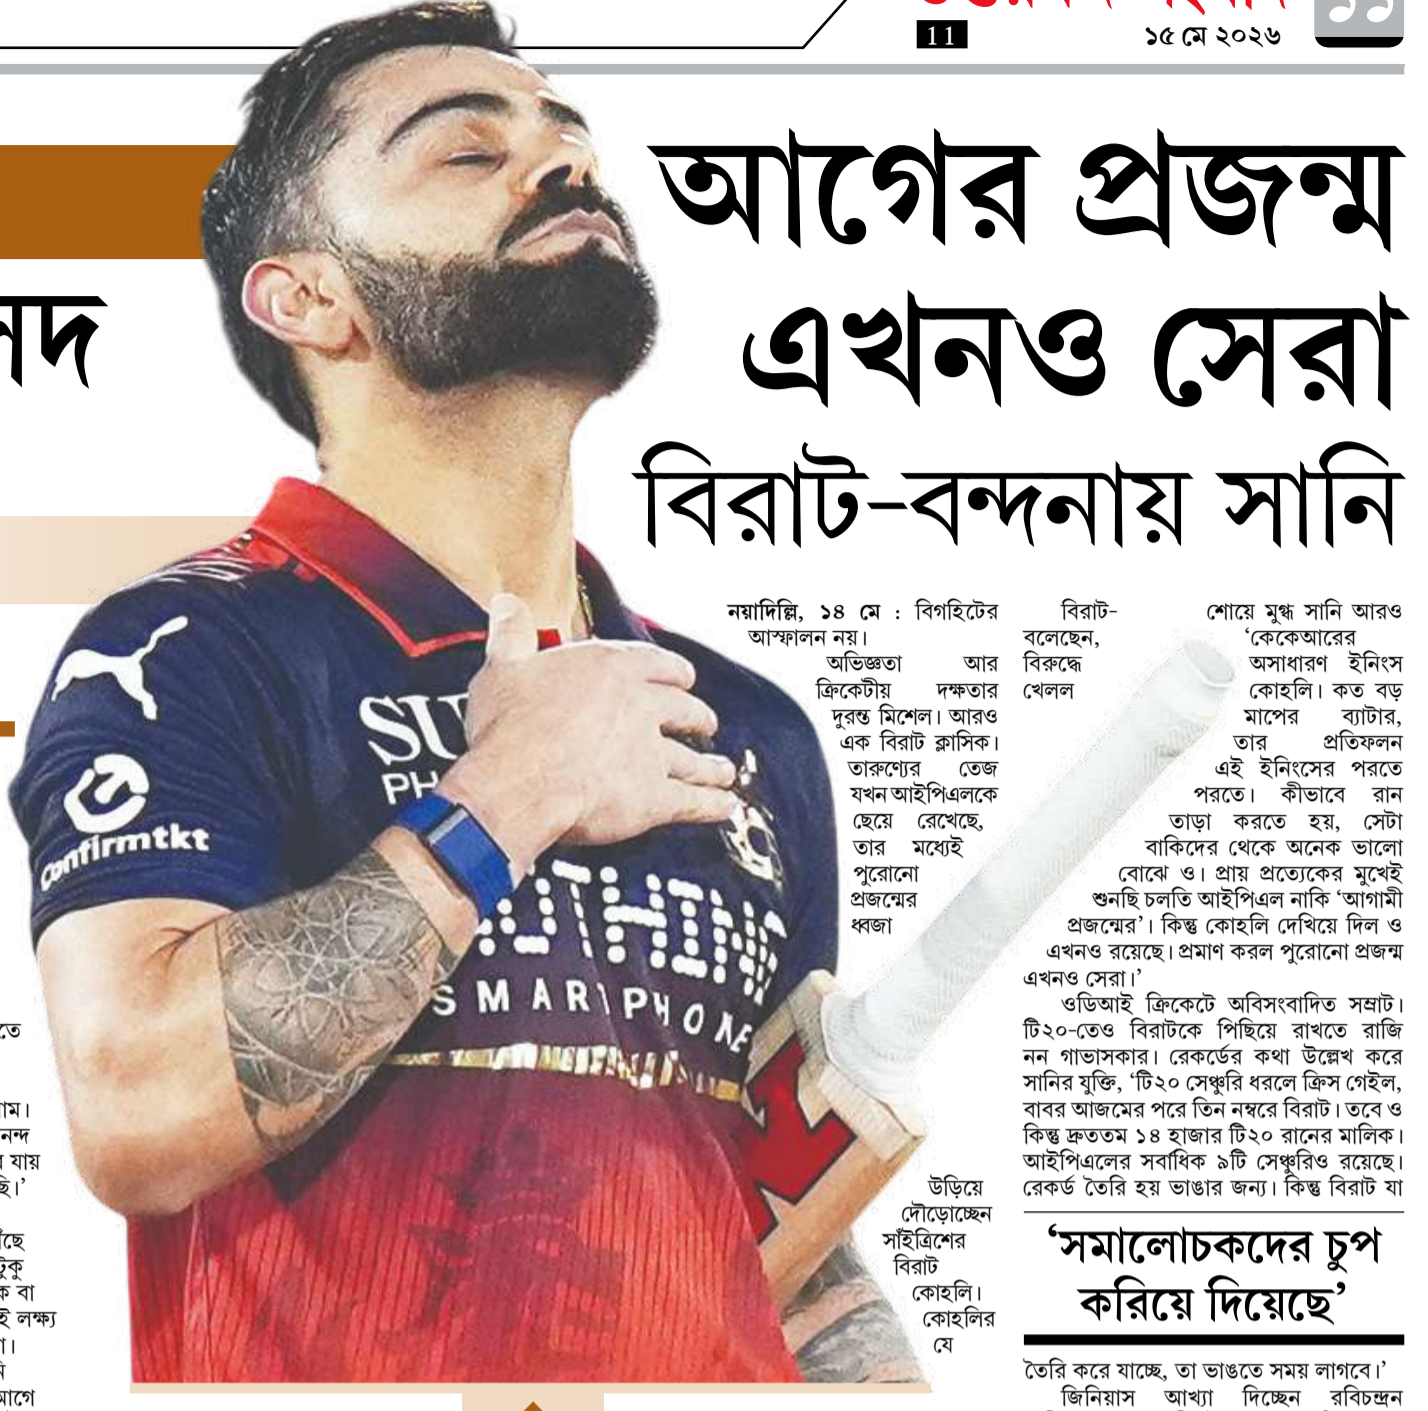 11
১৫ মে ২০২৬
আগের প্রজন্ম
এখনও সেরা
বিরাট-বন্দনায় সানি
নয়াদিল্লি, ১৪ মে : বিগহিটের
আস্ফালন নয়।
অভিজ্ঞতা আর
ক্রিকেটীয় দক্ষতার
দুরন্ত মিশেল। আরও
এক বিরাট ক্লাসিক।
তারুণ্যের তেজ
যখন আইপিএলকে
ছেয়ে রেখেছে,
তার মধ্যেই
পুরোনো
প্রজন্মের
ধ্বজা
উড়িয়ে
দৌড়োচ্ছেন
সাঁইত্রিশের
বিরাট
কোহলি।
কোহলির
যে
বিরাট-শোয়ে মুগ্ধ সানি আরও
বলেছেন, ‘কেকেআরের
বিরুদ্ধে অসাধারণ ইনিংস
খেলল কোহলি। কত বড়
মাপের ব্যাটার,
তার প্রতিফলন
এই ইনিংসের পরতে
পরতে। কীভাবে রান
তাড়া করতে হয়, সেটা
বাকিদের থেকে অনেক ভালো
বোঝে ও। প্রায় প্রত্যেকের মুখেই
শুনছি চলতি আইপিএল নাকি ‘আগামী
প্রজন্মের’। কিন্তু কোহলি দেখিয়ে দিল ও
এখনও রয়েছে। প্রমাণ করল পুরোনো প্রজন্ম
এখনও সেরা।’
ওডিআই ক্রিকেটে অবিসংবাদিত সম্রাট।
টি২০-তেও বিরাটকে পিছিয়ে রাখতে রাজি
নন গাভাসকার। রেকর্ডের কথা উল্লেখ করে
সানির যুক্তি, ‘টি২০ সেঞ্চুরি ধরলে ক্রিস গেইল,
বাবর আজমের পরে তিন নম্বরে বিরাট। তবে ও
কিন্তু দ্রুততম ১৪ হাজার টি২০ রানের মালিক।
আইপিএলের সর্বাধিক ৯টি সেঞ্চুরিও রয়েছে।
রেকর্ড তৈরি হয় ভাঙার জন্য। কিন্তু বিরাট যা
‘সমালোচকদের চুপ
করিয়ে দিয়েছে’
তৈরি করে যাচ্ছে, তা ভাঙতে সময় লাগবে।’
জিনিয়াস আখ্যা দিচ্ছেন রবিচন্দ্রন
Confirmtkt
SMARTPHONE
নন্দ
যায়
বা
লক্ষ্য